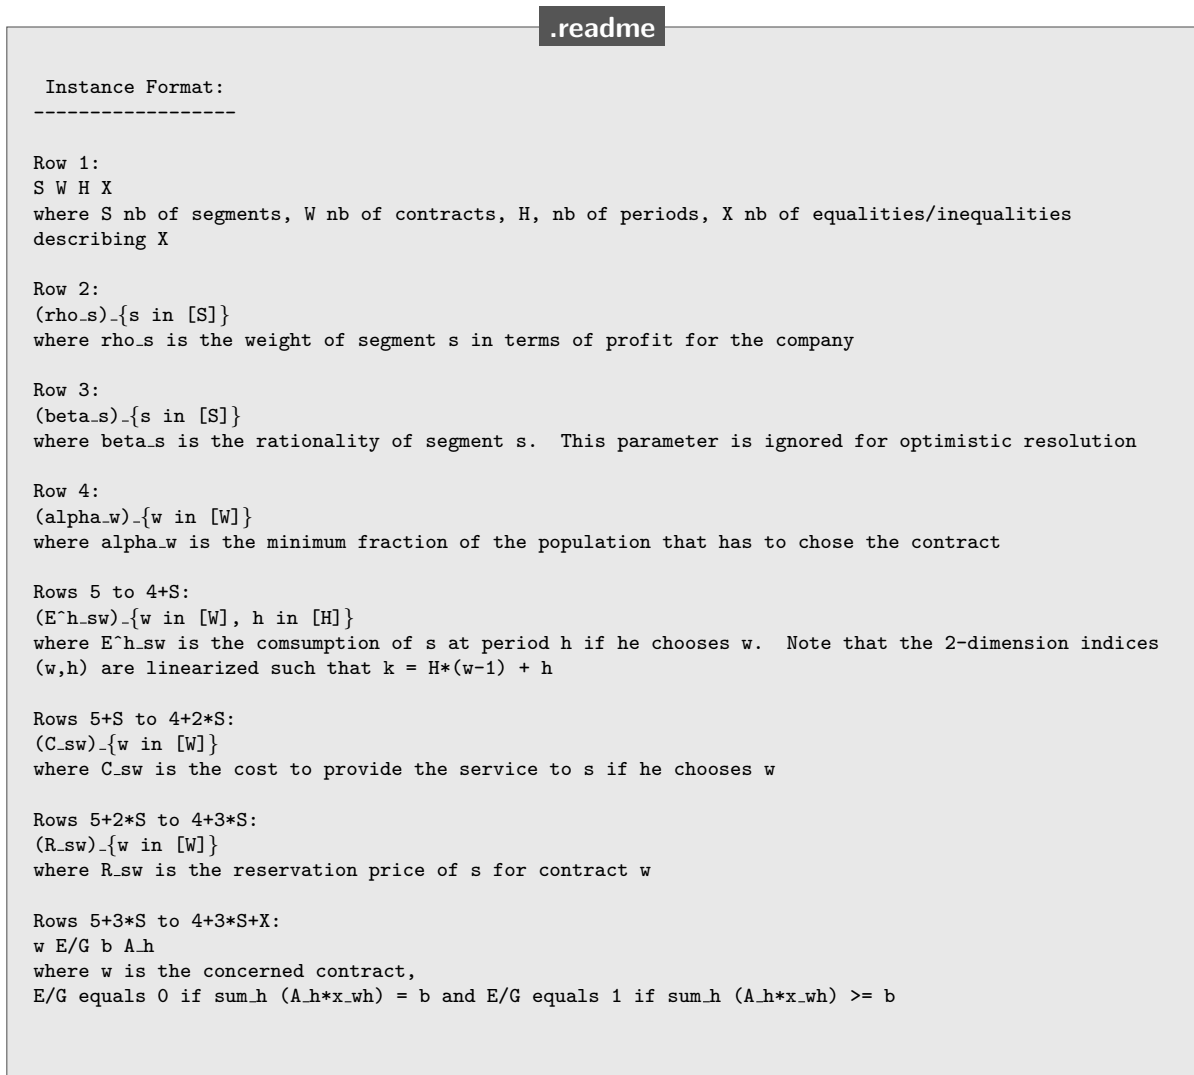 .readme
Instance Format:
------------------
Row 1:
S W H X
where S nb of segments, W nb of contracts, H, nb of periods, X nb of equalities/inequalities
describing X
Row 2:
(rho_s)_{s in [S]}
where rho_s is the weight of segment s in terms of profit for the company
Row 3:
(beta_s)_{s in [S]}
where beta_s is the rationality of segment s. This parameter is ignored for optimistic resolution
Row 4:
(alpha_w)_{w in [W]}
where alpha_w is the minimum fraction of the population that has to chose the contract
Rows 5 to 4+S:
(E^h_sw)_{w in [W], h in [H]}
where E^h_sw is the comsumption of s at period h if he chooses w. Note that the 2-dimension indices
(w,h) are linearized such that k = H*(w-1) + h
Rows 5+S to 4+2*S:
(C_sw)_{w in [W]}
where C_sw is the cost to provide the service to s if he chooses w
Rows 5+2*S to 4+3*S:
(R_sw)_{w in [W]}
where R_sw is the reservation price of s for contract w
Rows 5+3*S to 4+3*S+X:
w E/G b A_h
where w is the concerned contract,
E/G equals 0 if sum_h (A_h*x_wh) = b and E/G equals 1 if sum_h (A_h*x_wh) >= b